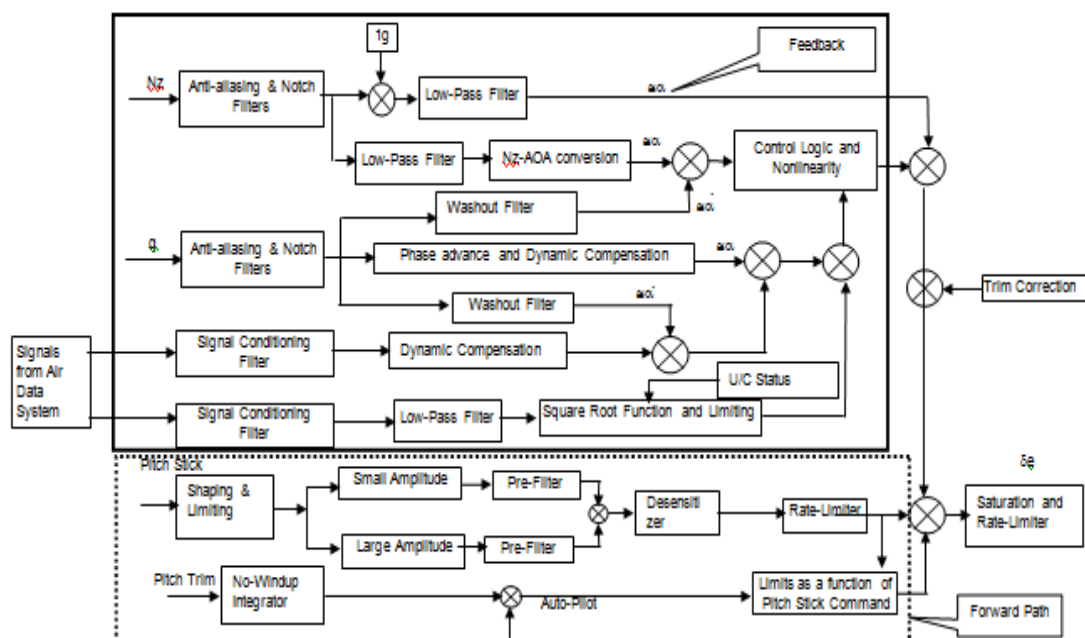 1g
Feedback
Nz
Anti-aliasing & Notch
Filters
Low-Pass Filter
Low-Pass Filter
Nz-AOA conversion
Control Logic and
Nonlinearity
Washout Filter
q
Anti-aliasing & Notch
Filters
Phase advance and Dynamic Compensation
Washout Filter
Trim Correction
Signals
from Air
Data
System
Signal Conditioning
Filter
Dynamic Compensation
U/C Status
Signal Conditioning
Filter
Low-Pass Filter
Square Root Function and Limiting
Pitch Stick
Shaping &
Limiting
Small Amplitude
Pre-Filter
Desensiti
zer
Rate-Limiter
δe
Saturation and
Rate-Limiter
Large Amplitude
Pre-Filter
Pitch Trim
No-Windup
Integrator
Auto-Pilot
Limits as a function of
Pitch Stick Command
Forward Path